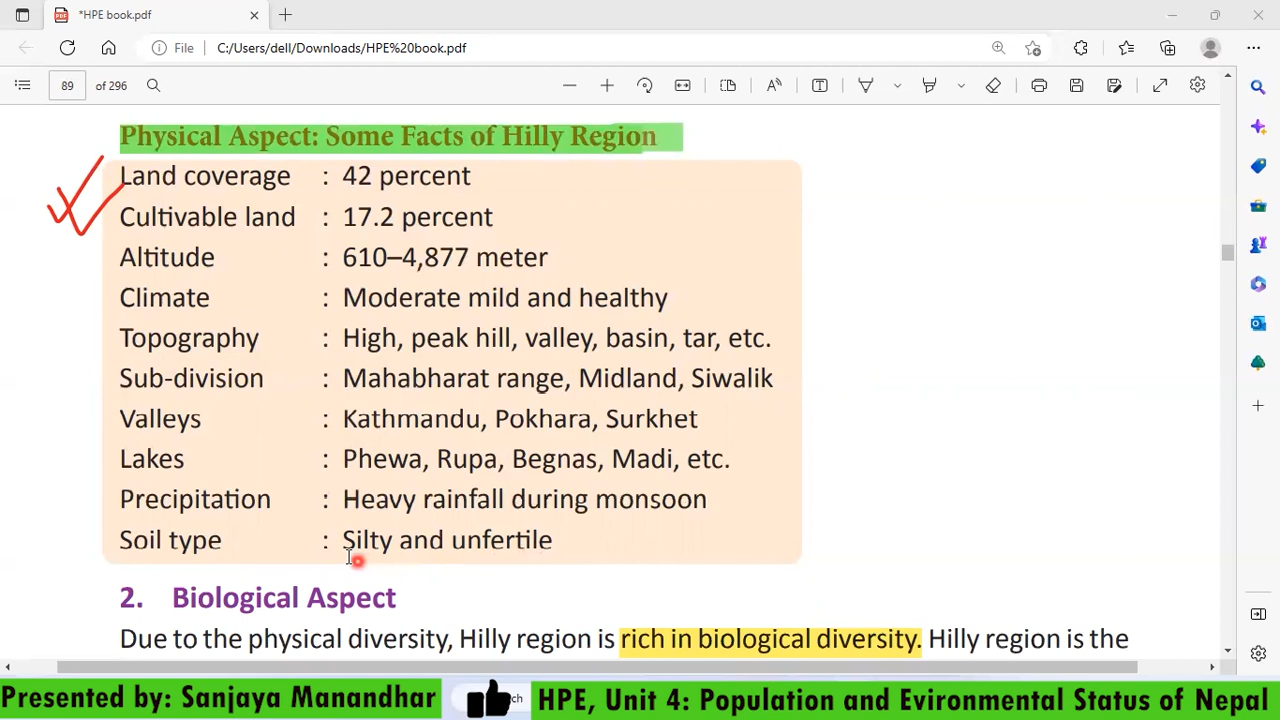 *HPE book.pdf
File C:/Users/dell/Downloads/HPE%20book.pdf
89 of 296
Physical Aspect: Some Facts of Hilly Region
Land coverage : 42 percent
Cultivable land : 17.2 percent
Altitude : 610–4,877 meter
Climate : Moderate mild and healthy
Topography : High, peak hill, valley, basin, tar, etc.
Sub-division : Mahabharat range, Midland, Siwalik
Valleys : Kathmandu, Pokhara, Surkhet
Lakes : Phewa, Rupa, Begnas, Madi, etc.
Precipitation : Heavy rainfall during monsoon
Soil type : Silty and unfertile
2. Biological Aspect
Due to the physical diversity, Hilly region is rich in biological diversity. Hilly region is the
Presented by: Sanjaya Manandhar
HPE, Unit 4: Population and Evironmental Status of Nepal